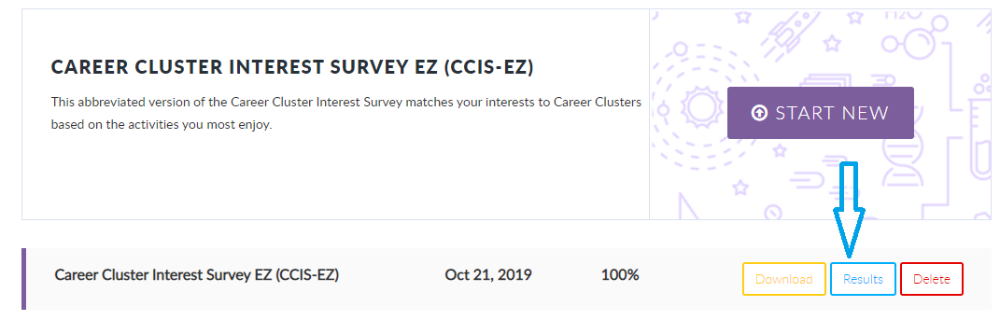 H2O
CAREER CLUSTER INTEREST SURVEY EZ (CCIS-EZ)
This abbreviated version of the Career Cluster Interest Survey matches your interests to Career Clusters
based on the activities you most enjoy.
START NEW
Career Cluster Interest Survey EZ (CCIS-EZ) Oct 21, 2019 100% Download Results Delete